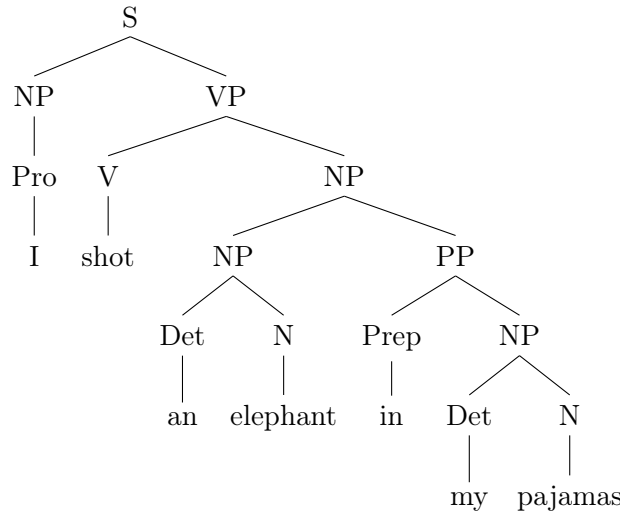 S
NP VP
Pro V NP
I shot NP PP
Det N Prep NP
an elephant in Det N
my pajamas